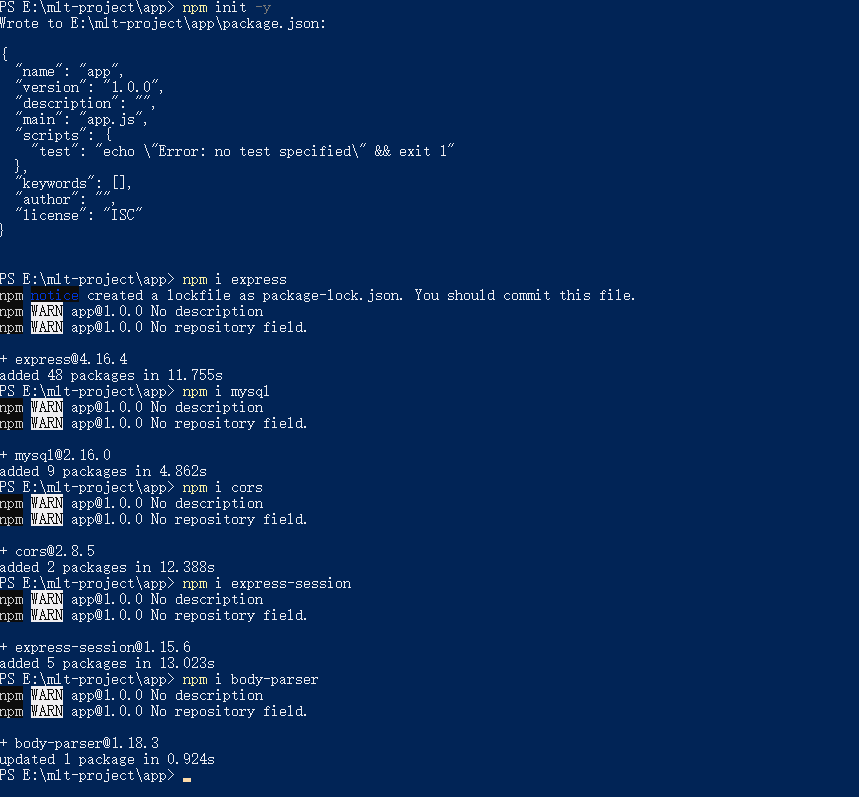 PS E:\mlt-project\app> npm init -y
Wrote to E:\mlt-project\app\package.json:
{
  "name": "app",
  "version": "1.0.0",
  "description": "",
  "main": "app.js",
  "scripts": {
    "test": "echo \"Error: no test specified\" && exit 1"
  },
  "keywords": [],
  "author": "",
  "license": "ISC"
}
PS E:\mlt-project\app> npm i express
npm notice created a lockfile as package-lock.json. You should commit this file.
npm WARN app@1.0.0 No description
npm WARN app@1.0.0 No repository field.
+ express@4.16.4
added 48 packages in 11.755s
PS E:\mlt-project\app> npm i mysql
npm WARN app@1.0.0 No description
npm WARN app@1.0.0 No repository field.
+ mysql@2.16.0
added 9 packages in 4.862s
PS E:\mlt-project\app> npm i cors
npm WARN app@1.0.0 No description
npm WARN app@1.0.0 No repository field.
+ cors@2.8.5
added 2 packages in 12.388s
PS E:\mlt-project\app> npm i express-session
npm WARN app@1.0.0 No description
npm WARN app@1.0.0 No repository field.
+ express-session@1.15.6
added 5 packages in 13.023s
PS E:\mlt-project\app> npm i body-parser
npm WARN app@1.0.0 No description
npm WARN app@1.0.0 No repository field.
+ body-parser@1.18.3
updated 1 package in 0.924s
PS E:\mlt-project\app>